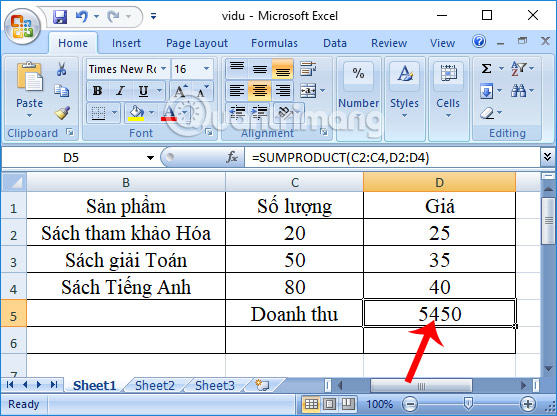 vidu - Microsoft Excel
Home Insert Page Layout Formulas Data Review View
Paste
Times New Ro 16
B I U A A
A
%
Σ
Number Styles Cells
Clipboard Font Alignment Editing
Quantrimang
D5 fx =SUMPRODUCT(C2:C4,D2:D4)
B C D
1 Sản phẩm Số lượng Giá
2 Sách tham khảo Hóa 20 25
3 Sách giải Toán 50 35
4 Sách Tiếng Anh 80 40
5 Doanh thu 5450
6
7
Sheet1 Sheet2 Sheet3
Ready 100%